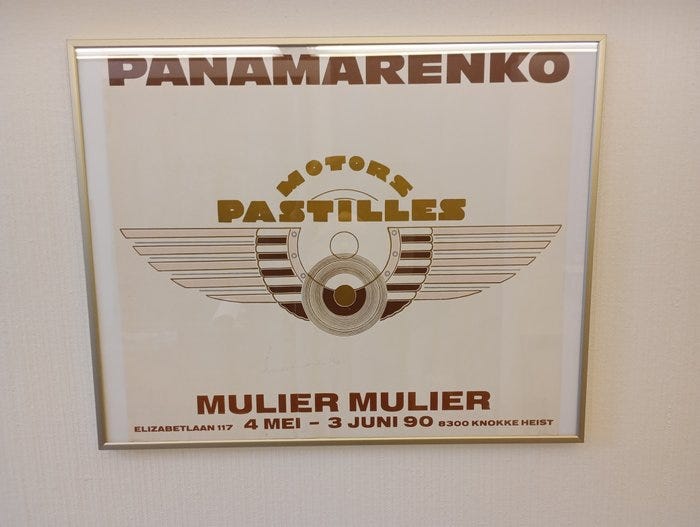 PANAMARENKO
MOTORS
PASTILLES
MULIER MULIER
ELIZABETLAAN 117 4 MEI – 3 JUNI 90 8300 KNOKKE HEIST